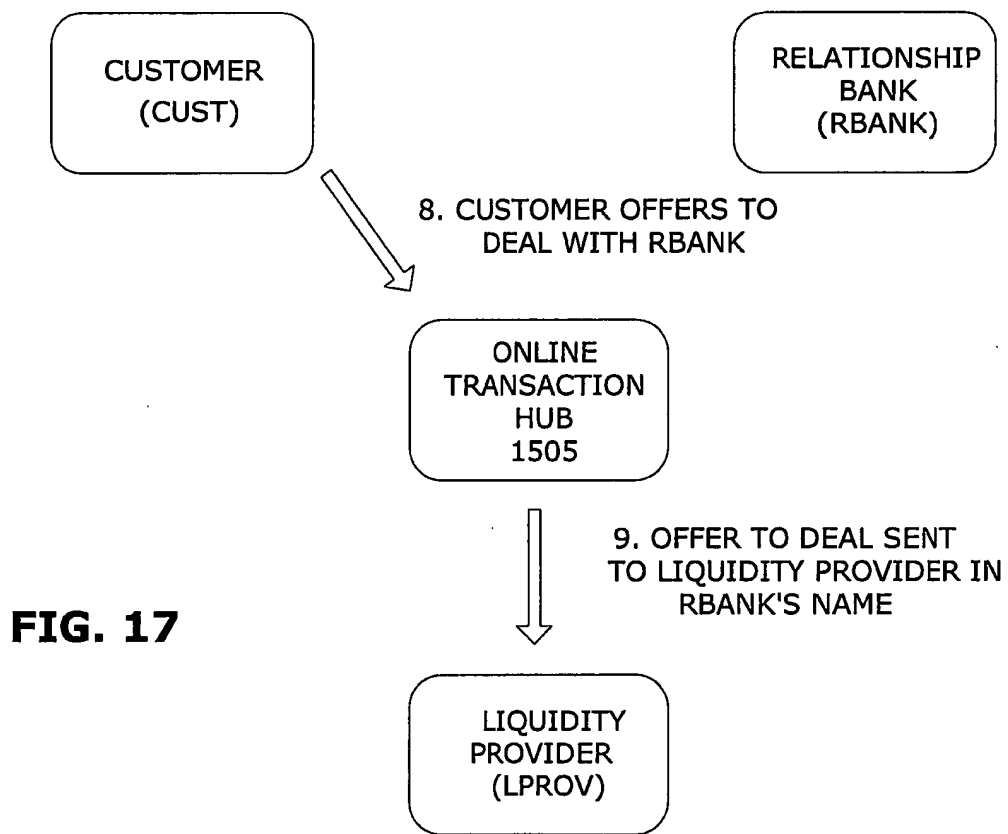 CUSTOMER
(CUST)
RELATIONSHIP
BANK
(RBANK)
8. CUSTOMER OFFERS TO
DEAL WITH RBANK
ONLINE
TRANSACTION
HUB
1505
9. OFFER TO DEAL SENT
TO LIQUIDITY PROVIDER IN
RBANK'S NAME
FIG. 17
LIQUIDITY
PROVIDER
(LPROV)